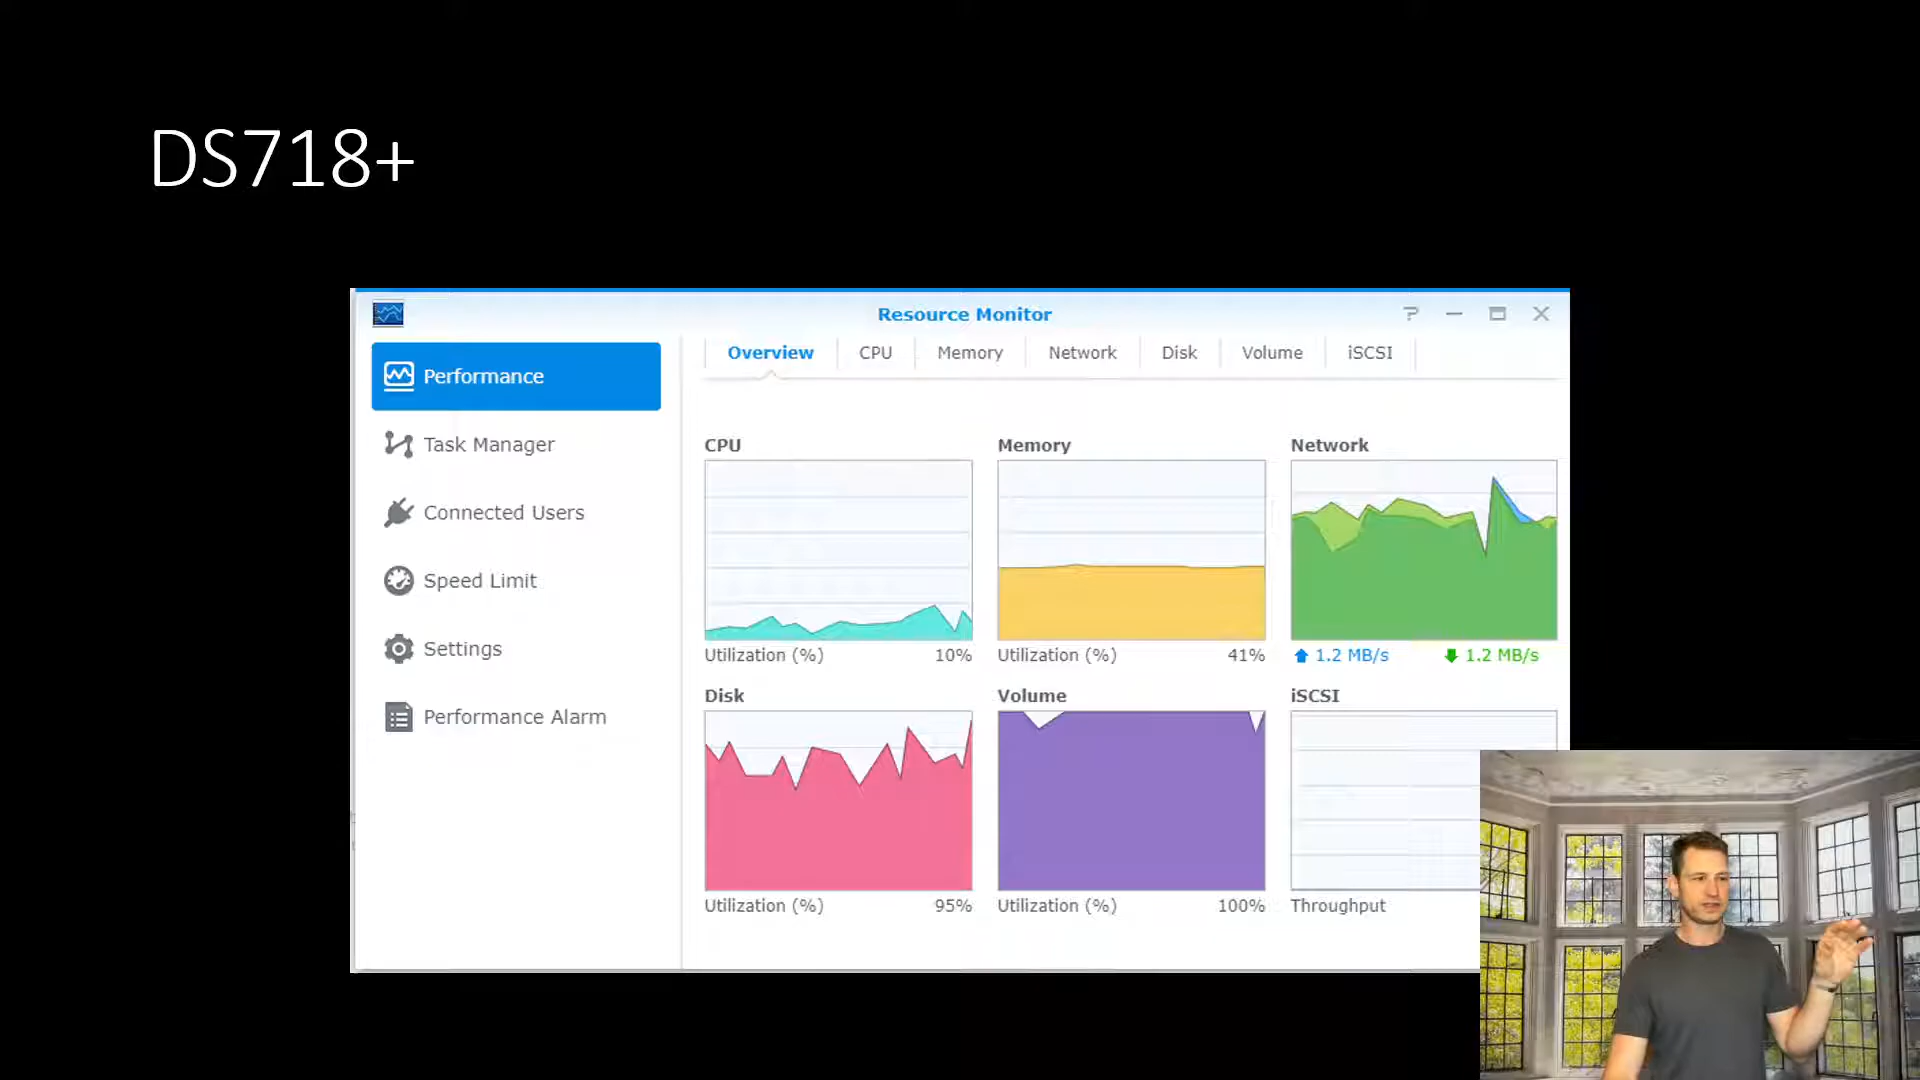 DS718+
Resource Monitor
Performance
Task Manager
Connected Users
Speed Limit
Settings
Performance Alarm
Overview CPU Memory Network Disk Volume iSCSI
CPU Memory Network
Utilization (%) 10% Utilization (%) 41% 1.2 MB/s 1.2 MB/s
Disk Volume iSCSI
Utilization (%) 95% Utilization (%) 100% Throughput